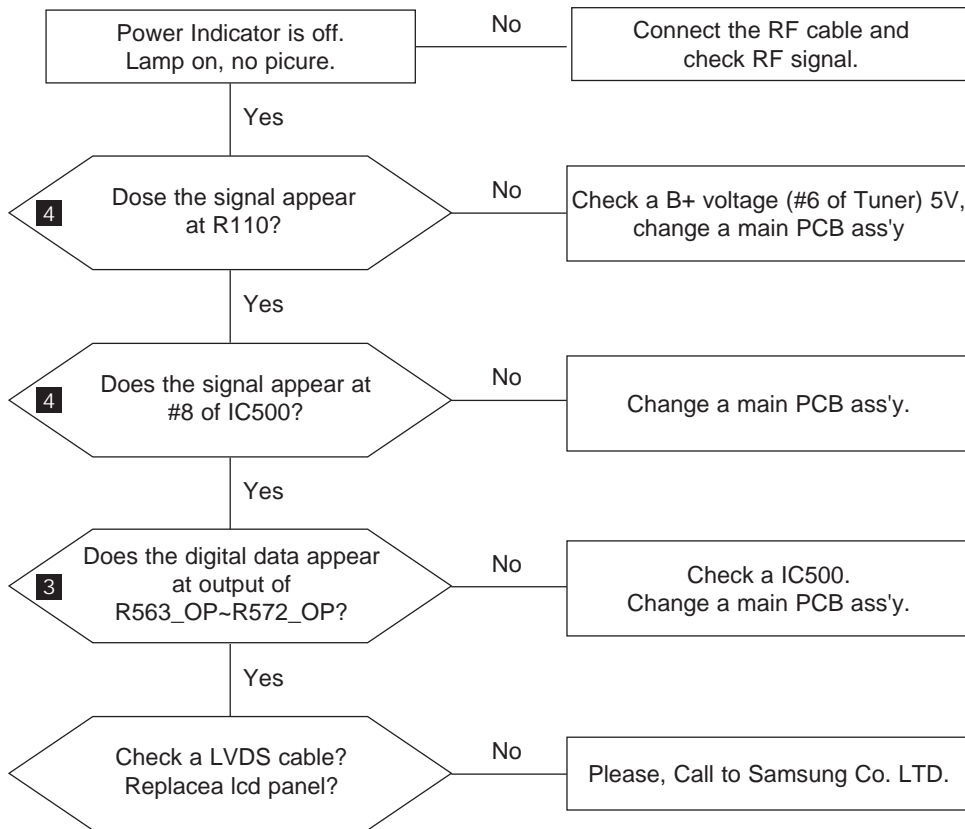 Power Indicator is off.
Lamp on, no picure.
No
Connect the RF cable and
check RF signal.
Yes
4
Dose the signal appear
at R110?
No
Check a B+ voltage (#6 of Tuner) 5V,
change a main PCB ass'y
Yes
4
Does the signal appear at
#8 of IC500?
No
Change a main PCB ass'y.
Yes
3
Does the digital data appear
at output of
R563_OP~R572_OP?
No
Check a IC500.
Change a main PCB ass'y.
Yes
Check a LVDS cable?
Replacea lcd panel?
No
Please, Call to Samsung Co. LTD.